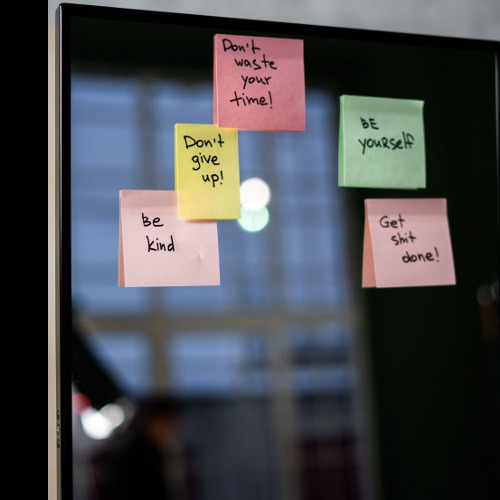 Don't
waste
your
time!
Don't
give
up!
Be
kind
BE
yourself
Get
shit
done!